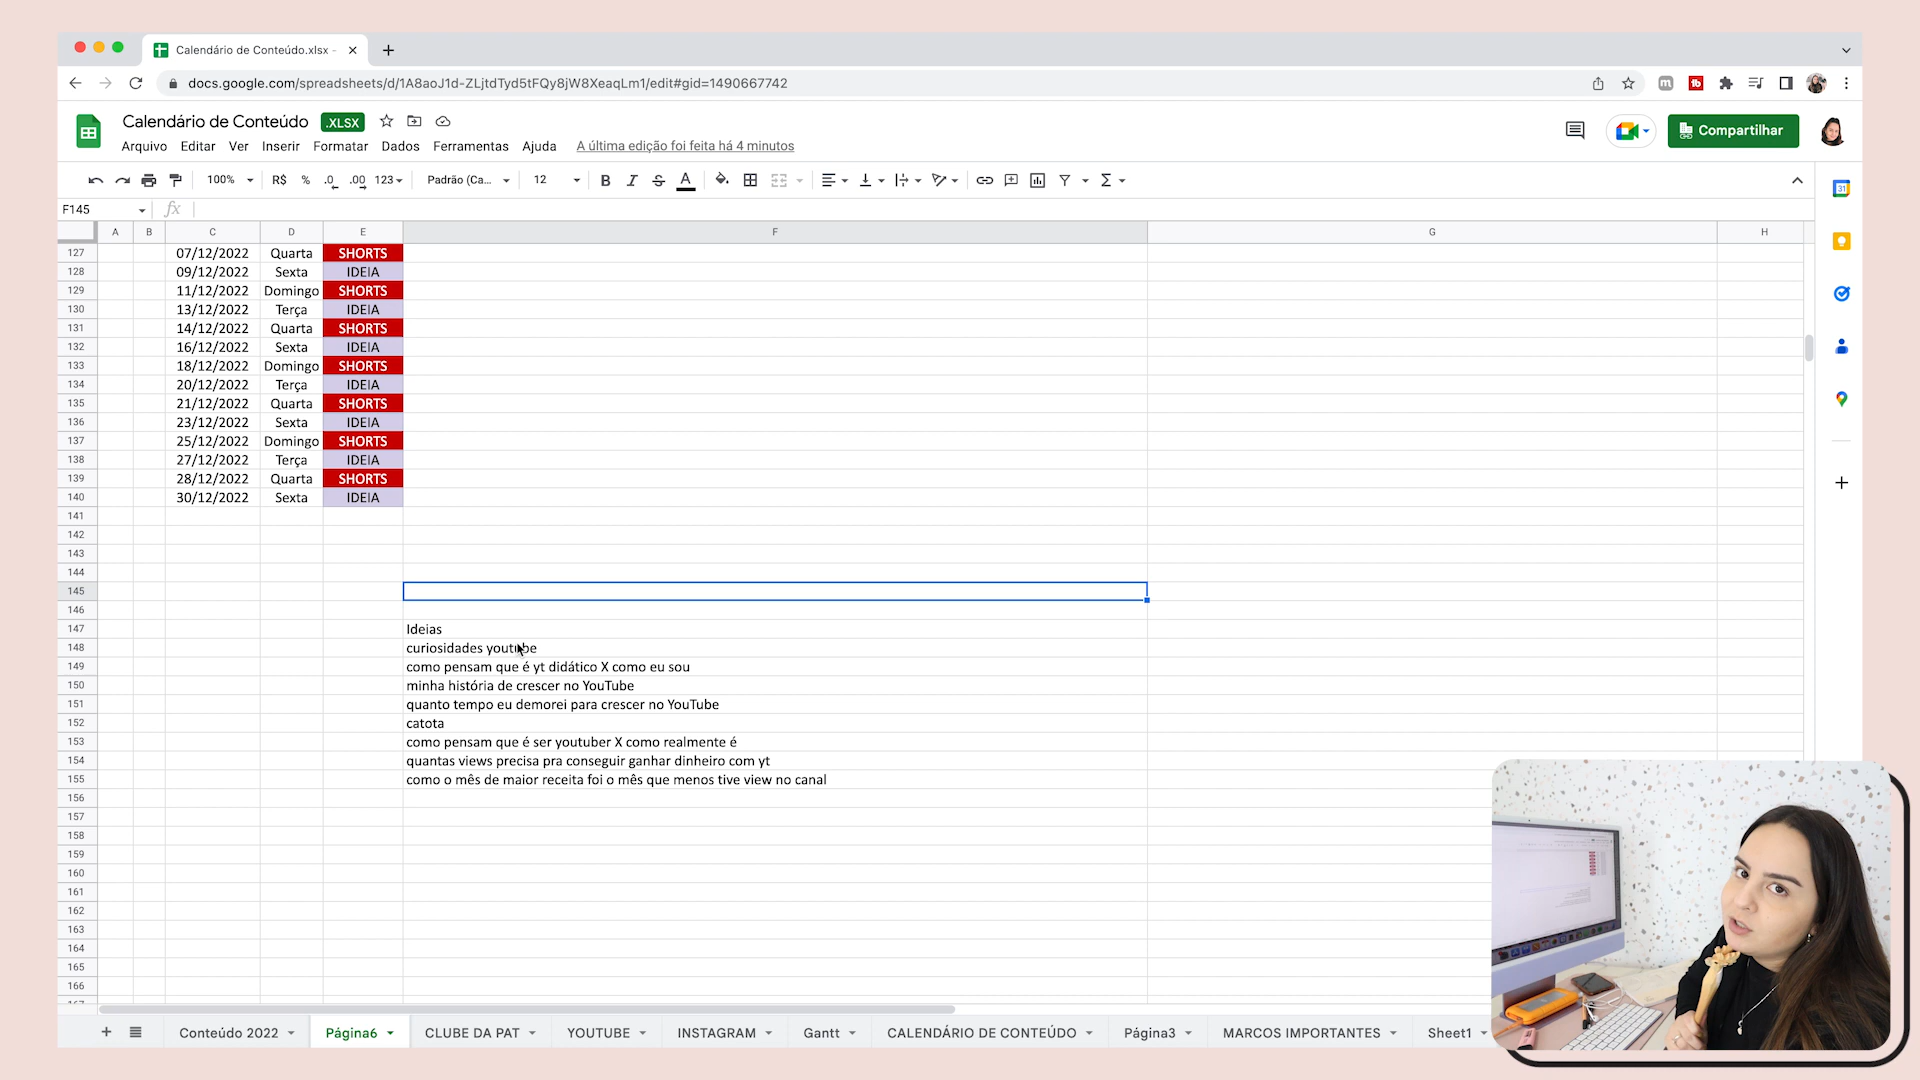 Calendário de Conteúdo.xlsx -
docs.google.com/spreadsheets/d/1A8aoJ1d-ZLjtdTyd5tFQy8jW8XeaqLm1/edit#gid=1490667742
Calendário de Conteúdo .XLSX
Compartilhar
Arquivo Editar Ver Inserir Formatar Dados Ferramentas Ajuda A última edição foi feita há 4 minutos
100% R$ % .0 .00 123 Padrão (Ca... 12 B I S A
31
F145 fx
A B C D E F G H
127 07/12/2022 Quarta SHORTS
128 09/12/2022 Sexta IDEIA
129 11/12/2022 Domingo SHORTS
130 13/12/2022 Terça IDEIA
131 14/12/2022 Quarta SHORTS
132 16/12/2022 Sexta IDEIA
133 18/12/2022 Domingo SHORTS
134 20/12/2022 Terça IDEIA
135 21/12/2022 Quarta SHORTS
136 23/12/2022 Sexta IDEIA
137 25/12/2022 Domingo SHORTS
138 27/12/2022 Terça IDEIA
139 28/12/2022 Quarta SHORTS
140 30/12/2022 Sexta IDEIA
141
142
143
144
145
146
147 Ideias
148 curiosidades youtube
149 como pensam que é yt didático X como eu sou
150 minha história de crescer no YouTube
151 quanto tempo eu demorei para crescer no YouTube
152 catota
153 como pensam que é ser youtuber X como realmente é
154 quantas views precisa pra conseguir ganhar dinheiro com yt
155 como o mês de maior receita foi o mês que menos tive view no canal
156
157
158
159
160
161
162
163
164
165
166
Conteúdo 2022 Página6 CLUBE DA PAT YOUTUBE INSTAGRAM Gantt CALENDÁRIO DE CONTEÚDO Página3 MARCOS IMPORTANTES Sheet1